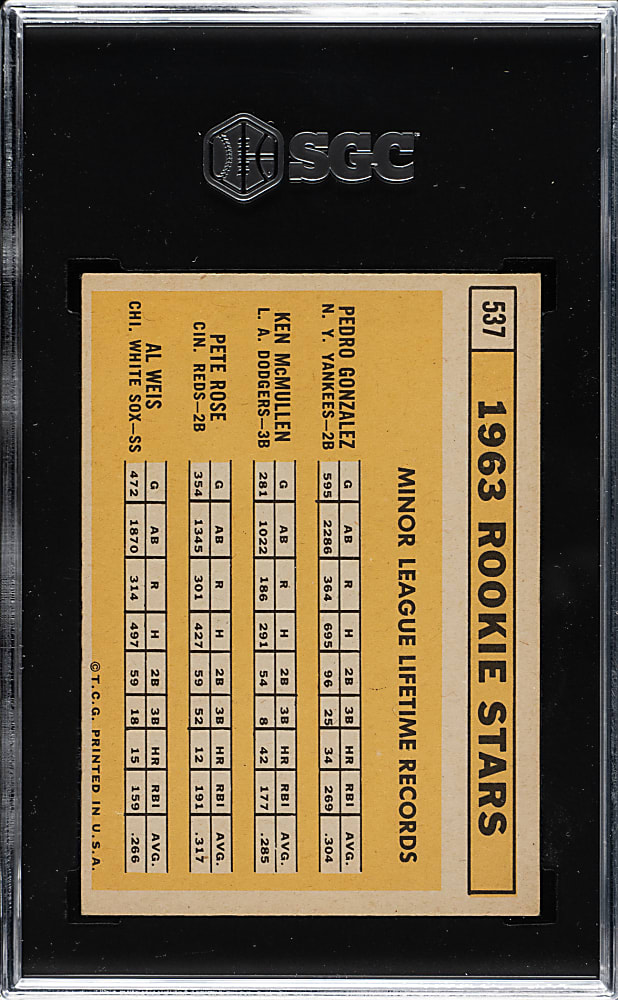 SGC
537
1963 ROOKIE STARS
MINOR LEAGUE LIFETIME RECORDS
PEDRO GONZALEZ
N. Y. YANKEES—2B
G AB R H 2B 3B HR RBI AVG.
595 2286 364 695 96 25 34 269 .304
KEN McMULLEN
L. A. DODGERS—3B
G AB R H 2B 3B HR RBI AVG.
281 1022 186 291 54 8 42 177 .285
PETE ROSE
CIN. REDS—2B
G AB R H 2B 3B HR RBI AVG.
354 1345 301 427 59 52 12 191 .317
AL WEIS
CHI. WHITE SOX—SS
G AB R H 2B 3B HR RBI AVG.
472 1870 314 497 59 18 15 159 .266
©T.C.G. PRINTED IN U.S.A.